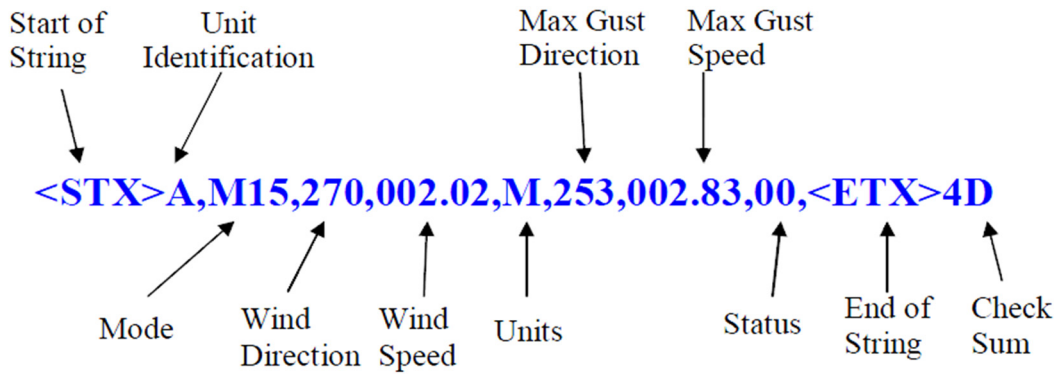 Start of
String
Unit
Identification
Max Gust
Direction
Max Gust
Speed
<STX>A,M15,270,002.02,M,253,002.83,00,<ETX>4D
Mode
Wind
Direction
Wind
Speed
Units
Status
End of
String
Check
Sum